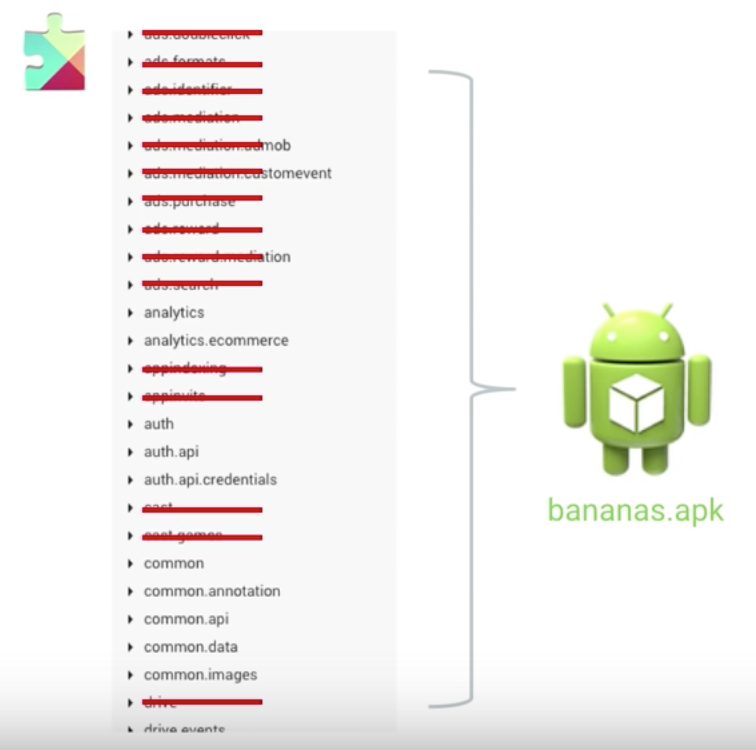 ads.doubleclick
ads.formats
ads.identifier
ads.mediation
ads.mediation.admob
ads.mediation.customevent
ads.purchase
ads.reward
ads.reward.mediation
ads.search
analytics
analytics.ecommerce
appindexing
appinvite
auth
auth.api
auth.api.credentials
cast
cast.games
common
common.annotation
common.api
common.data
common.images
drive
drive.events
bananas.apk